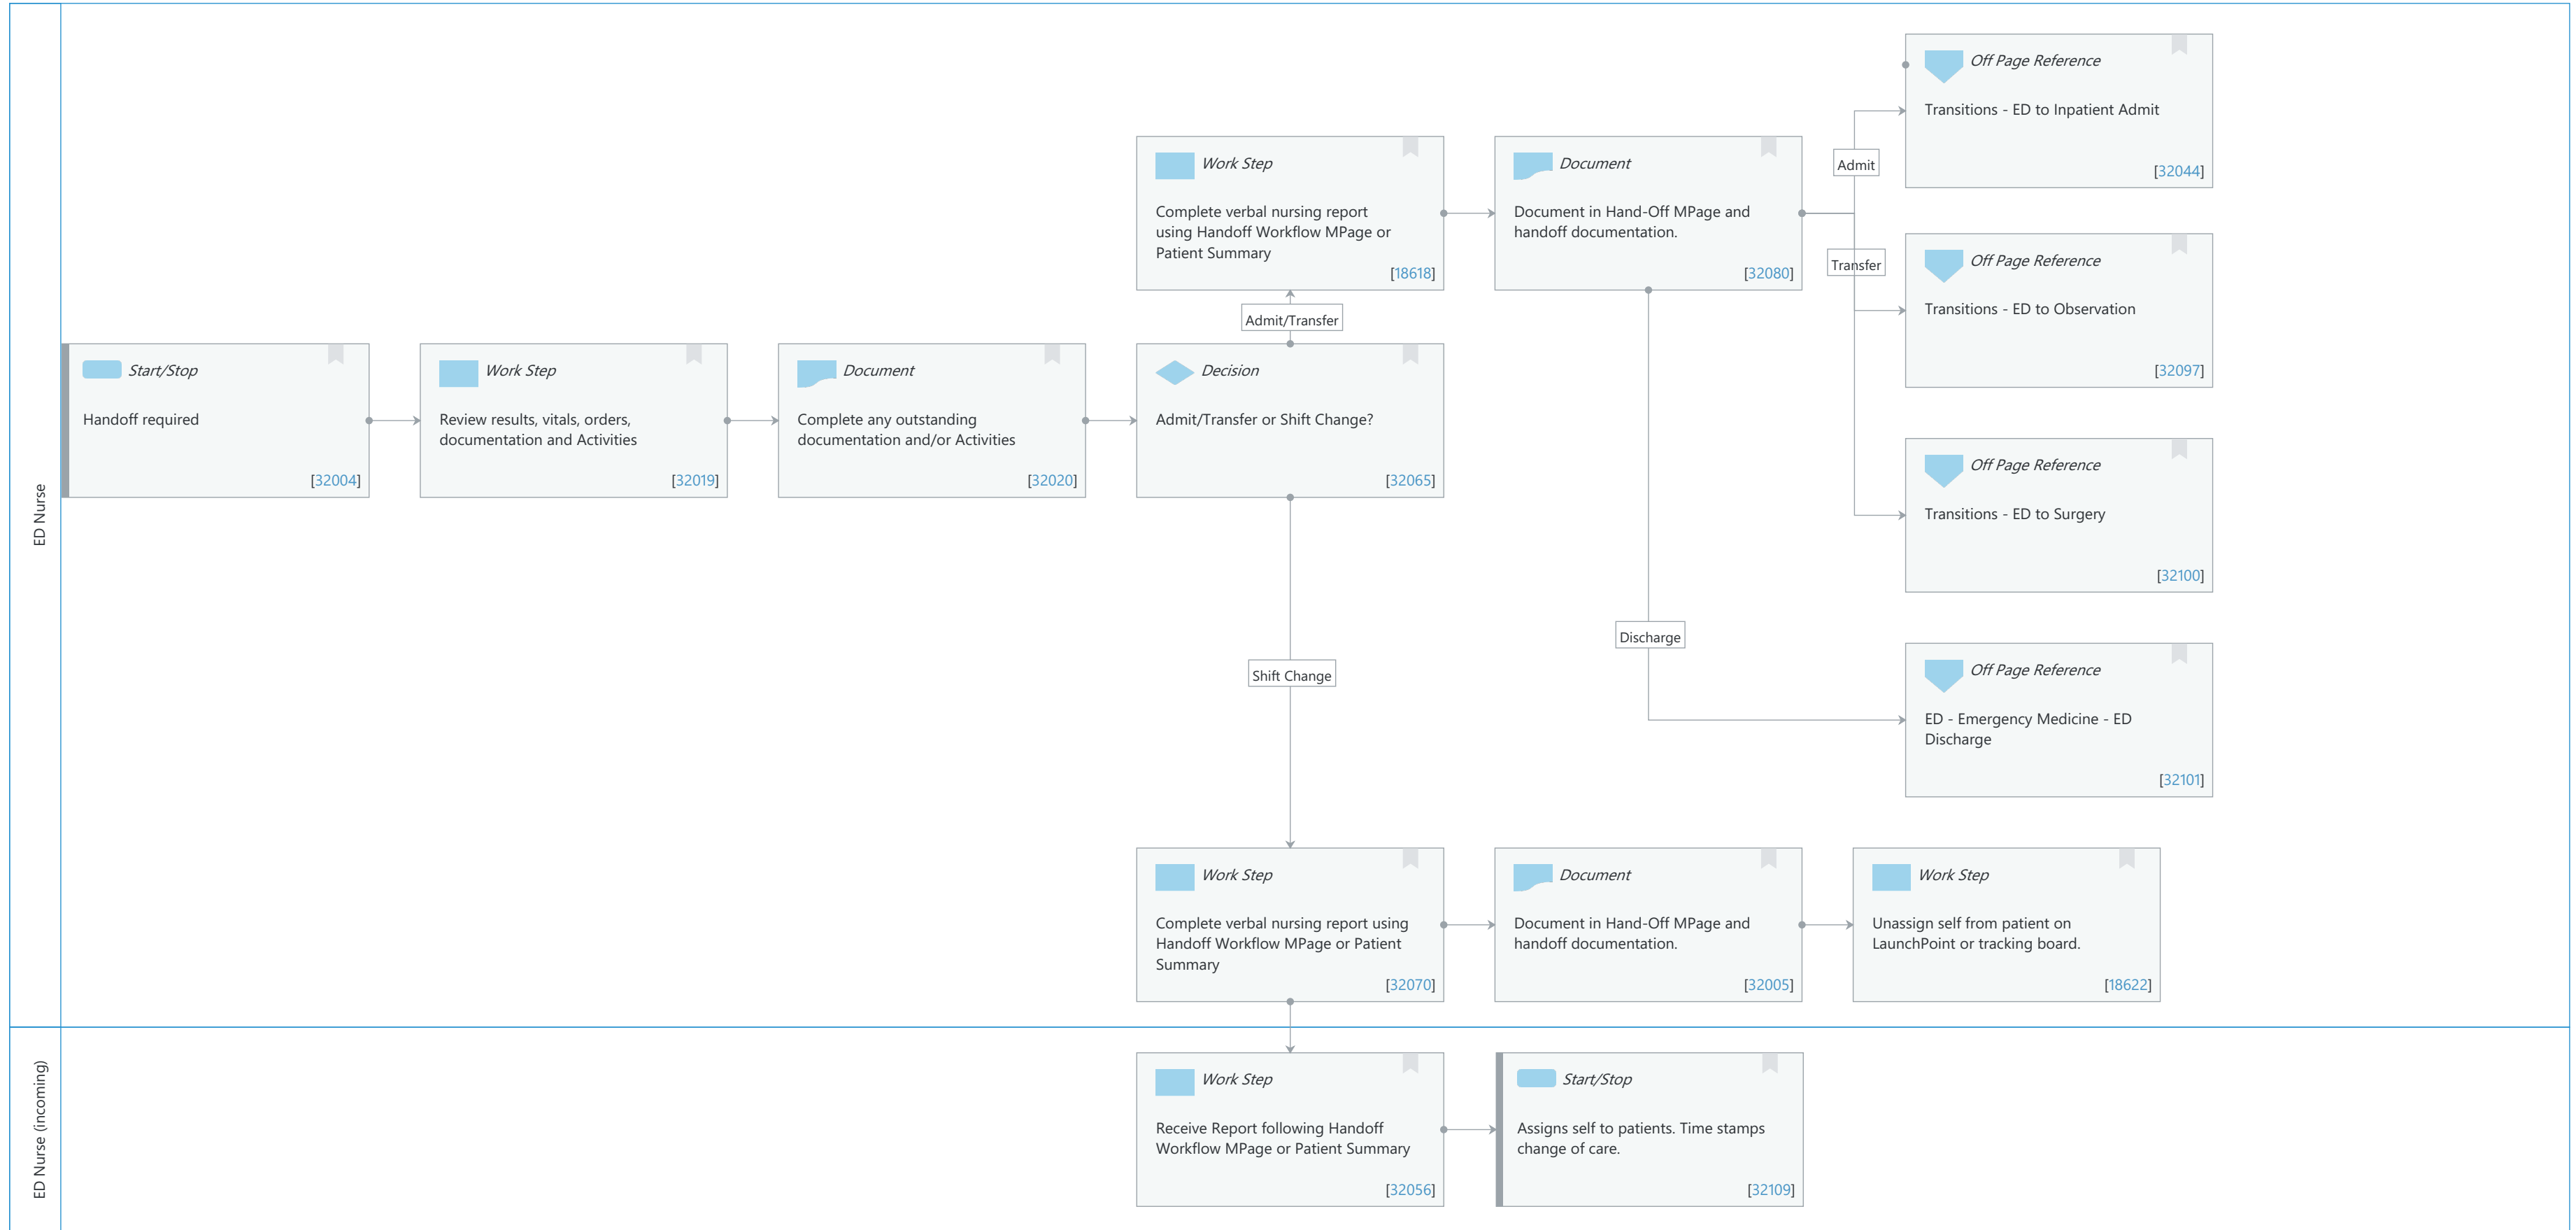 ED Nurse
Start/Stop
Handoff required
[32004]
Work Step
Review results, vitals, orders,
documentation and Activities
[32019]
Document
Complete any outstanding
documentation and/or Activities
[32020]
Decision
Admit/Transfer or Shift Change?
[32065]
Admit/Transfer
Work Step
Complete verbal nursing report
using Handoff Workflow MPage or
Patient Summary
[18618]
Document
Document in Hand-Off MPage and
handoff documentation.
[32080]
Admit
Transfer
Off Page Reference
Transitions - ED to Inpatient Admit
[32044]
Off Page Reference
Transitions - ED to Observation
[32097]
Off Page Reference
Transitions - ED to Surgery
[32100]
Discharge
Off Page Reference
ED - Emergency Medicine - ED
Discharge
[32101]
Shift Change
Work Step
Complete verbal nursing report using
Handoff Workflow MPage or Patient
Summary
[32070]
Document
Document in Hand-Off MPage and
handoff documentation.
[32005]
Work Step
Unassign self from patient on
LaunchPoint or tracking board.
[18622]
ED Nurse (incoming)
Work Step
Receive Report following Handoff
Workflow MPage or Patient Summary
[32056]
Start/Stop
Assigns self to patients. Time stamps
change of care.
[32109]